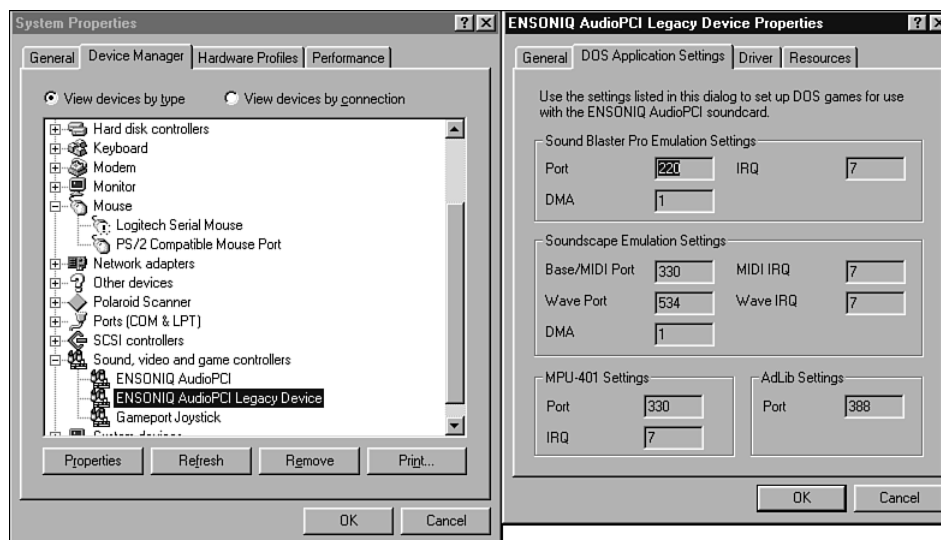 System Properties
General Device Manager Hardware Profiles Performance
View devices by type View devices by connection
Hard disk controllers
Keyboard
Modem
Monitor
Mouse
Logitech Serial Mouse
PS/2 Compatible Mouse Port
Network adapters
Other devices
Polaroid Scanner
Ports (COM & LPT)
SCSI controllers
Sound, video and game controllers
ENSONIQ AudioPCI
ENSONIQ AudioPCI Legacy Device
Gameport Joystick
System devices
Properties Refresh Remove Print...
OK Cancel
ENSONIQ AudioPCI Legacy Device Properties
General DOS Application Settings Driver Resources
Use the settings listed in this dialog to set up DOS games for use
with the ENSONIQ AudioPCI soundcard.
Sound Blaster Pro Emulation Settings
Port 220 IRQ 7
DMA 1
Soundscape Emulation Settings
Base/MIDI Port 330 MIDI IRQ 7
Wave Port 534 Wave IRQ 7
DMA 1
MPU-401 Settings
Port 330
IRQ 7
AdLib Settings
Port 388
OK Cancel